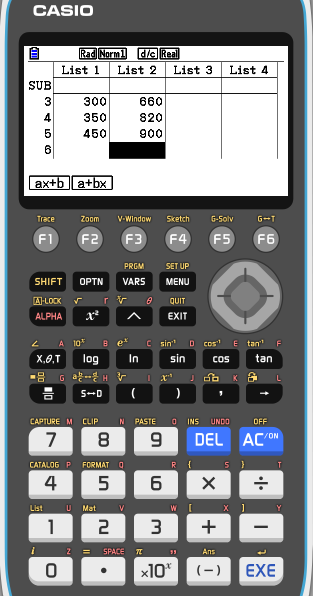 CASIO
Rad Norm1 d/c Real
List 1 List 2 List 3 List 4
SUB
3 300 660
4 350 820
5 450 900
6
ax+b a+bx
Trace Zoom V-Window Sketch G-Solv G↔T
F1 F2 F3 F4 F5 F6
PRGM SET UP
SHIFT OPTN VARS MENU
A-LOCK √ r ³√ θ QUIT
ALPHA x² ^ EXIT
∠ A 10ˣ B eˣ C sin⁻¹ D cos⁻¹ E tan⁻¹ F
X,θ,T log ln sin cos tan
G H ˣ√ I x⁻¹ J K L
S↔D ( ) , →
CAPTURE M CLIP N PASTE O INS UNDO OFF
7 8 9 DEL AC/ON
CATALOG P FORMAT Q R { S } T
4 5 6 × ÷
List U Mat V W [ X ] Y
1 2 3 + −
i Z = SPACE π " Ans ↵
0 • ×10ˣ (−) EXE